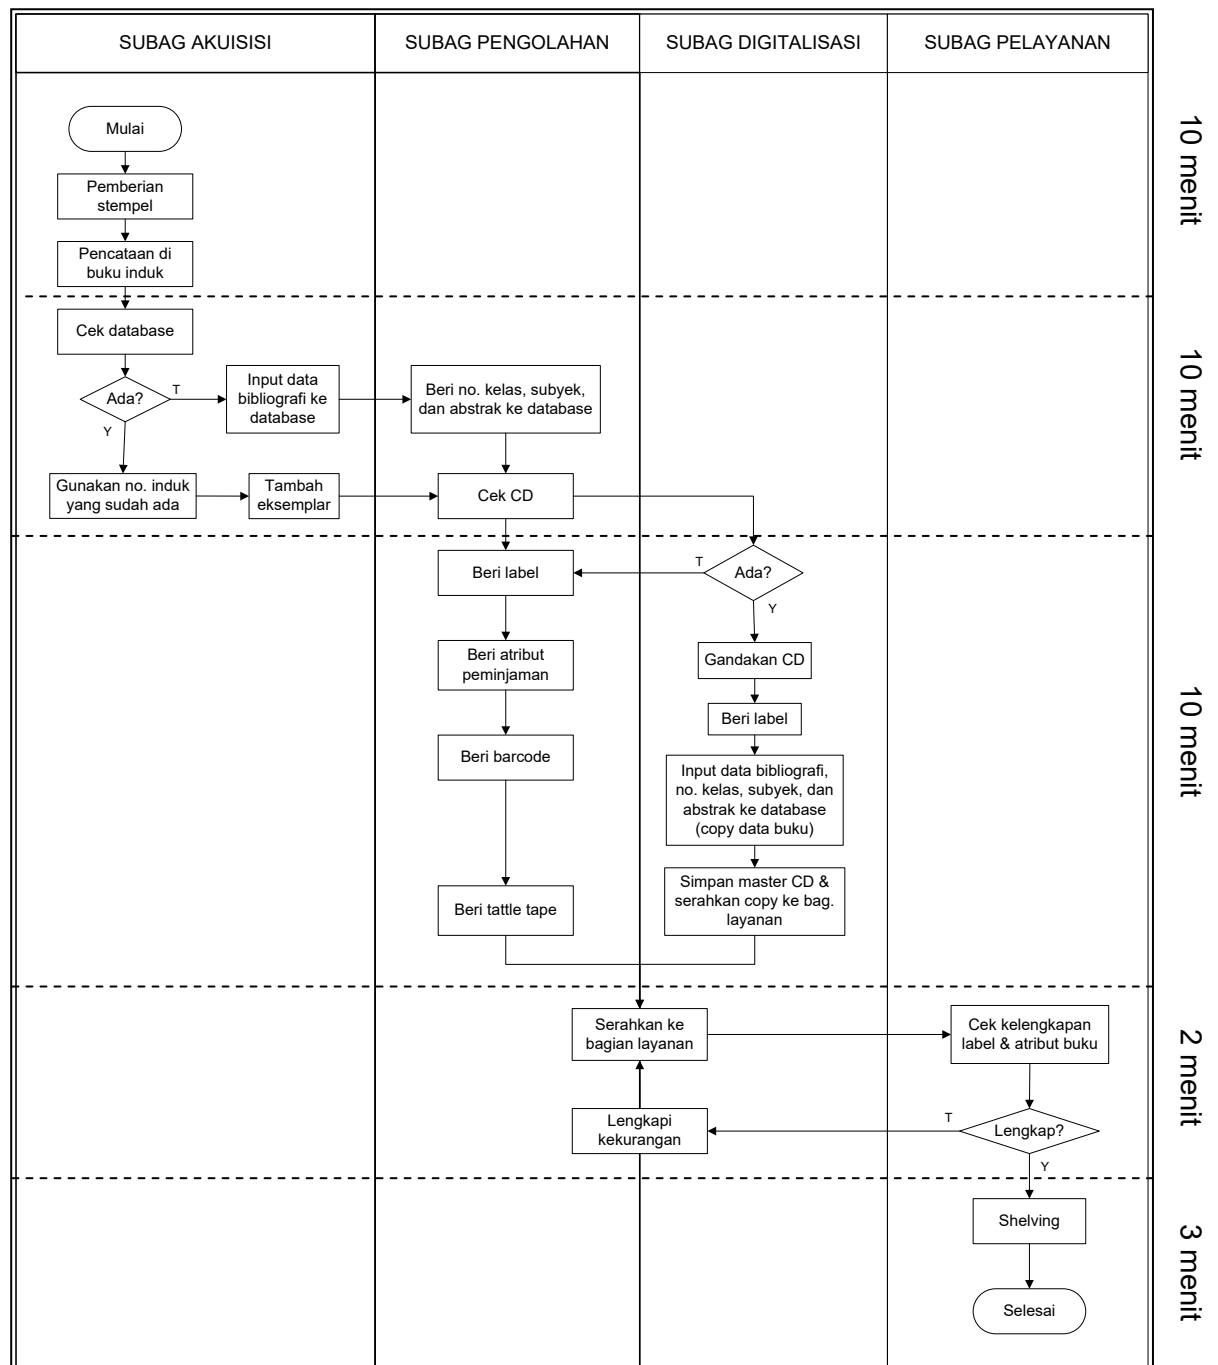 SUBAG AKUISISI
SUBAG PENGOLAHAN
SUBAG DIGITALISASI
SUBAG PELAYANAN
Mulai
Pemberian
stempel
Pencataan di
buku induk
10 menit
Cek database
Ada?
T
Y
Input data
bibliografi ke
database
Beri no. kelas, subyek,
dan abstrak ke database
Gunakan no. induk
yang sudah ada
Tambah
eksemplar
Cek CD
10 menit
Beri label
T
Ada?
Y
Beri atribut
peminjaman
Gandakan CD
Beri label
Beri barcode
Input data bibliografi,
no. kelas, subyek, dan
abstrak ke database
(copy data buku)
Beri tattle tape
Simpan master CD &
serahkan copy ke bag.
layanan
10 menit
Serahkan ke
bagian layanan
Cek kelengkapan
label & atribut buku
Lengkapi
kekurangan
T
Lengkap?
Y
2 menit
Shelving
Selesai
3 menit